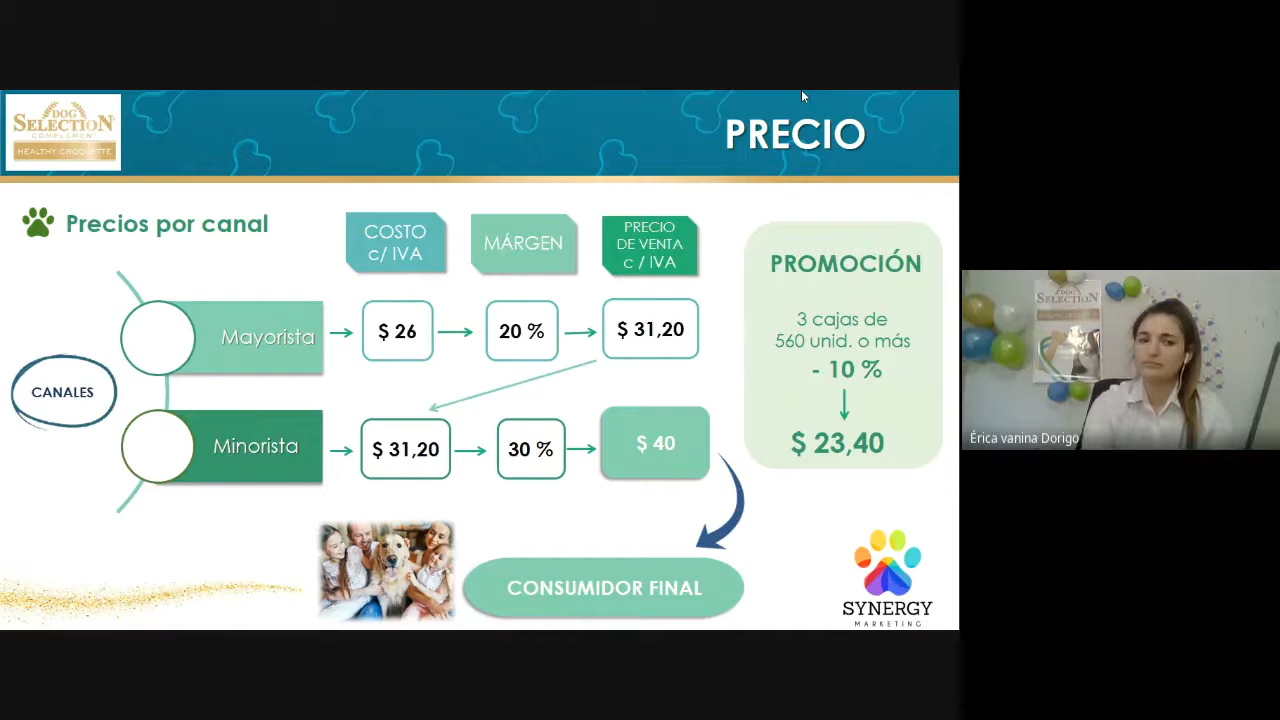 DOG
SELECTION
COMPLEMENT
HEALTHY CROQUETTE
PRECIO
Precios por canal
COSTO
c/ IVA
MÁRGEN
PRECIO
DE VENTA
c / IVA
PROMOCIÓN
3 cajas de
560 unid. o más
- 10 %
$ 23,40
CANALES
Mayorista
$ 26
20 %
$ 31,20
Minorista
$ 31,20
30 %
$ 40
CONSUMIDOR FINAL
SYNERGY
MARKETING
DOG
SELECTION
Érica vanina Dorigo